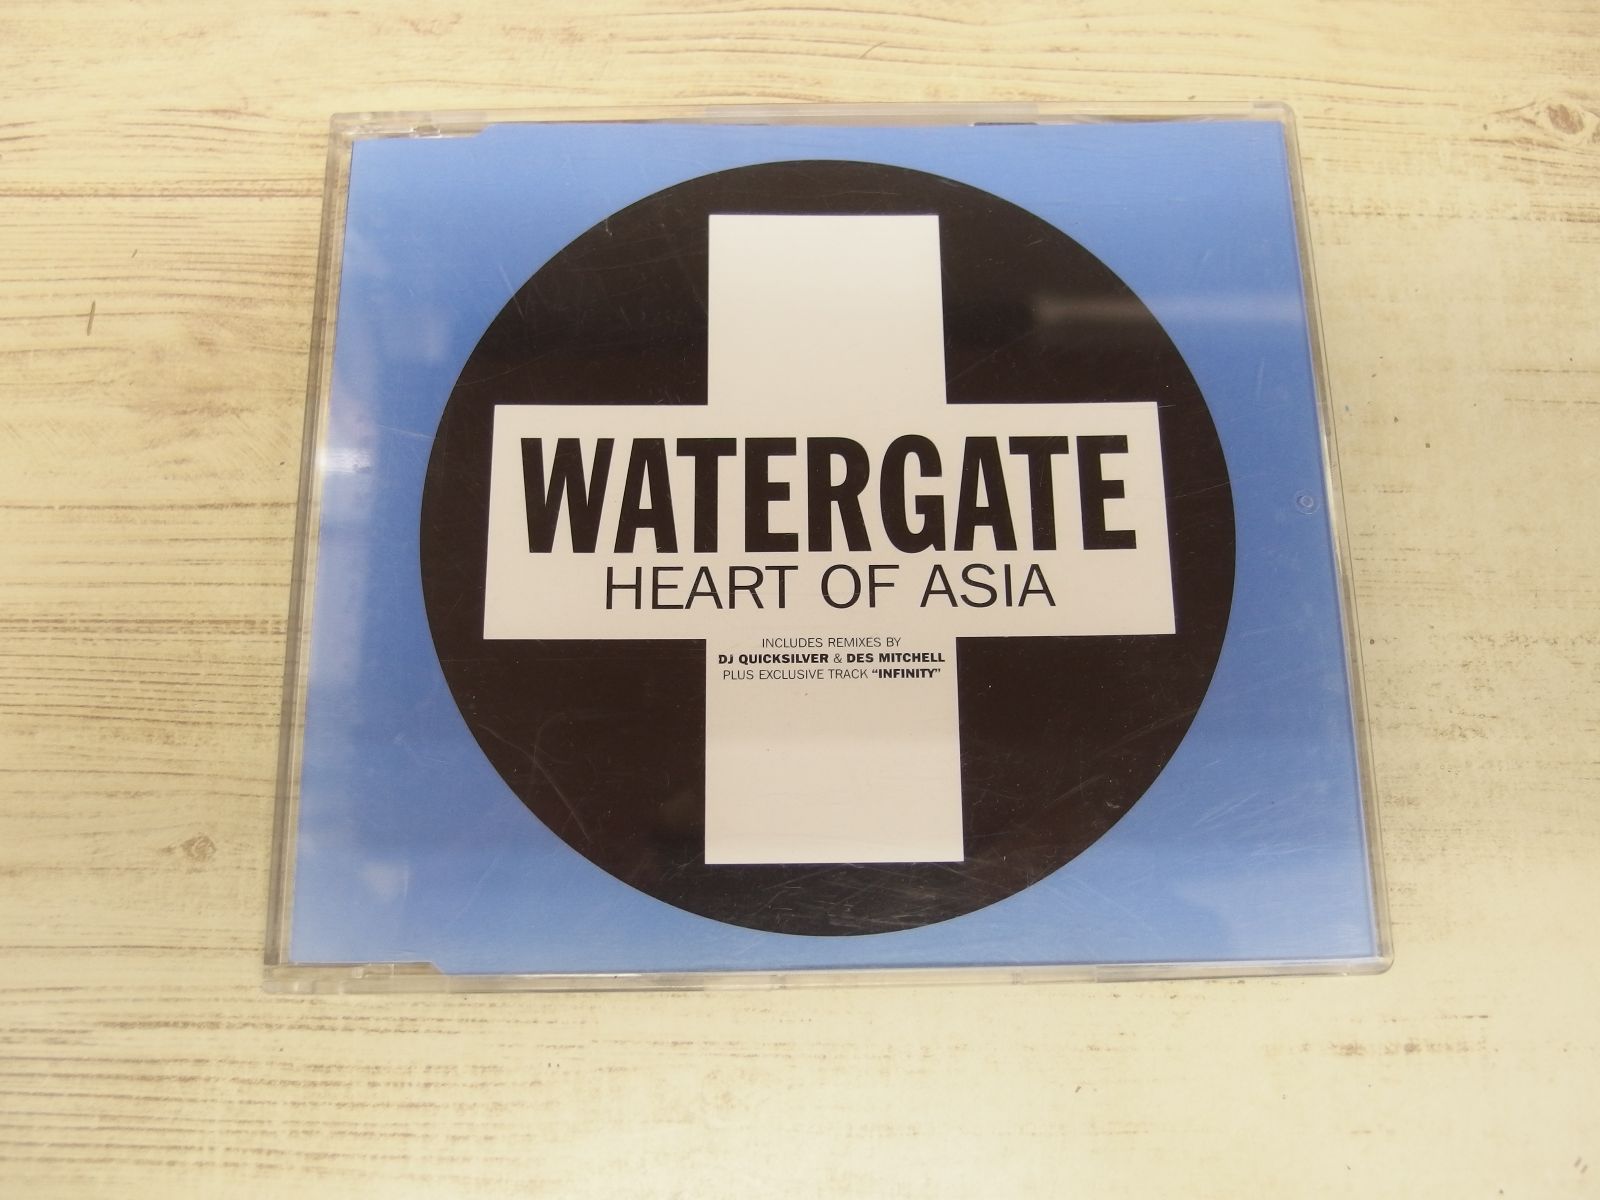 WATERGATE
HEART OF ASIA
INCLUDES REMIXES BY
DJ QUICKSILVER & DES MITCHELL
PLUS EXCLUSIVE TRACK “INFINITY”